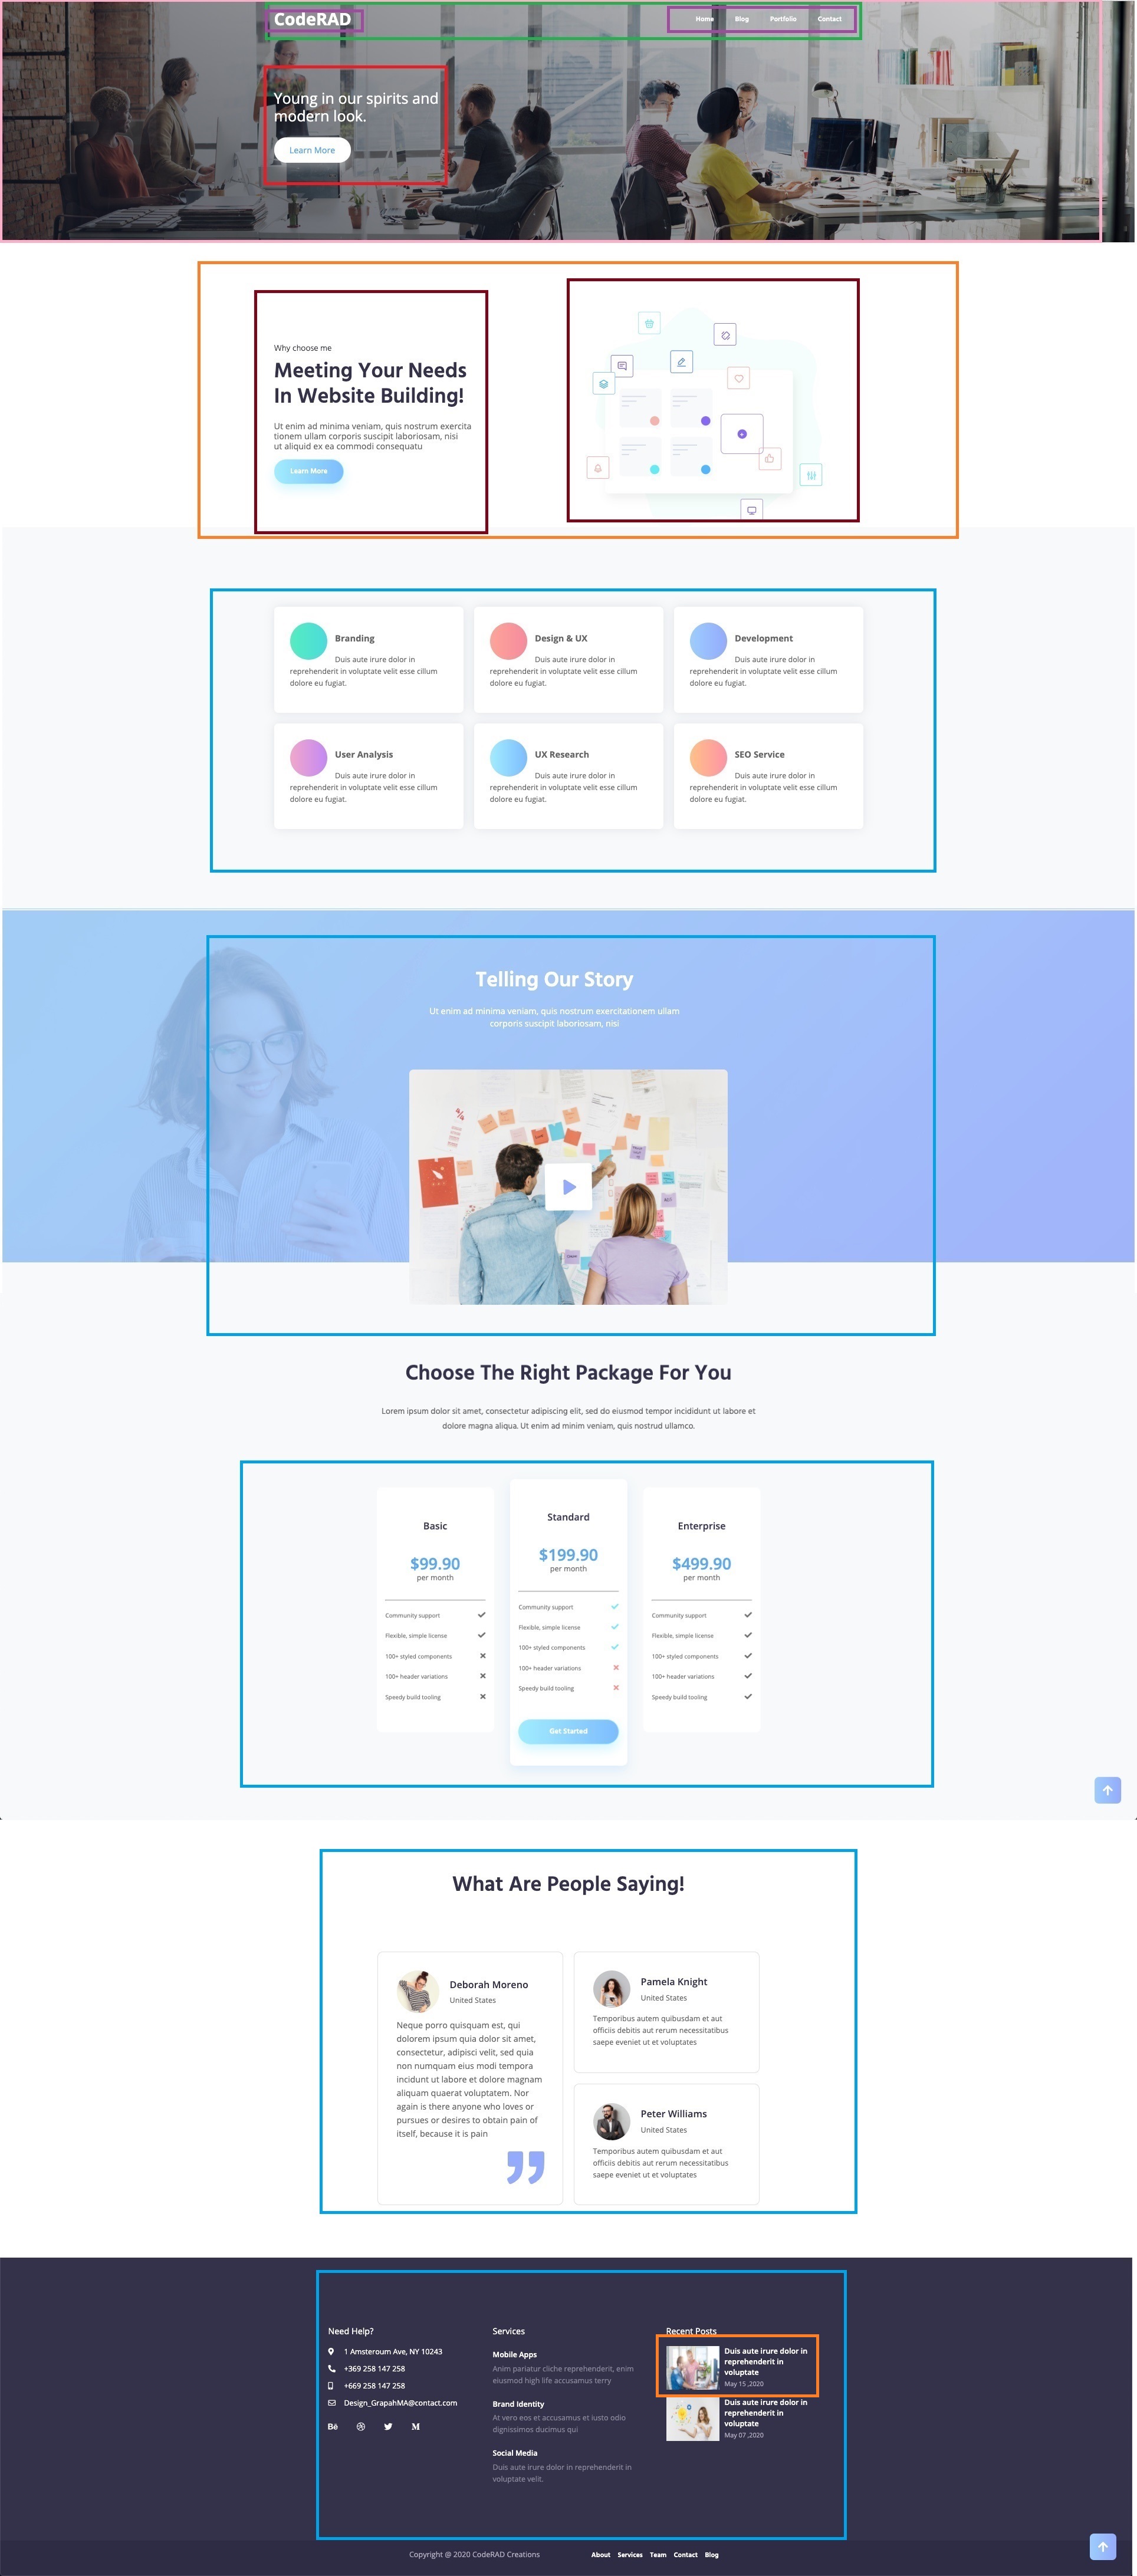 CodeRAD
Home Blog Portfolio Contact
Young in our spirits and
modern look.
Learn More
Why choose me
Meeting Your Needs
In Website Building!
Ut enim ad minima veniam, quis nostrum exercita
tionem ullam corporis suscipit laboriosam, nisi
ut aliquid ex ea commodi consequatu
Learn More
Branding
Duis aute irure dolor in
reprehenderit in voluptate velit esse cillum
dolore eu fugiat.
Design & UX
Duis aute irure dolor in
reprehenderit in voluptate velit esse cillum
dolore eu fugiat.
Development
Duis aute irure dolor in
reprehenderit in voluptate velit esse cillum
dolore eu fugiat.
User Analysis
Duis aute irure dolor in
reprehenderit in voluptate velit esse cillum
dolore eu fugiat.
UX Research
Duis aute irure dolor in
reprehenderit in voluptate velit esse cillum
dolore eu fugiat.
SEO Service
Duis aute irure dolor in
reprehenderit in voluptate velit esse cillum
dolore eu fugiat.
Telling Our Story
Ut enim ad minima veniam, quis nostrum exercitationem ullam
corporis suscipit laboriosam, nisi
Choose The Right Package For You
Lorem ipsum dolor sit amet, consectetur adipiscing elit, sed do eiusmod tempor incididunt ut labore et
dolore magna aliqua. Ut enim ad minim veniam, quis nostrud ullamco.
Basic
$99.90
per month
Community support
Flexible, simple license
100+ styled components
100+ header variations
Speedy build tooling
Standard
$199.90
per month
Community support
Flexible, simple license
100+ styled components
100+ header variations
Speedy build tooling
Get Started
Enterprise
$499.90
per month
Community support
Flexible, simple license
100+ styled components
100+ header variations
Speedy build tooling
What Are People Saying!
Deborah Moreno
United States
Neque porro quisquam est, qui
dolorem ipsum quia dolor sit amet,
consectetur, adipisci velit, sed quia
non numquam eius modi tempora
incidunt ut labore et dolore magnam
aliquam quaerat voluptatem. Nor
again is there anyone who loves or
pursues or desires to obtain pain of
itself, because it is pain
Pamela Knight
United States
Temporibus autem quibusdam et aut
officiis debitis aut rerum necessitatibus
saepe eveniet ut et voluptates
Peter Williams
United States
Temporibus autem quibusdam et aut
officiis debitis aut rerum necessitatibus
saepe eveniet ut et voluptates
Need Help?
1 Amsteroum Ave, NY 10243
+369 258 147 258
+669 258 147 258
Design_GrapahMA@contact.com
Services
Mobile Apps
Anim pariatur cliche reprehenderit, enim
eiusmod high life accusamus terry
Brand Identity
At vero eos et accusamus et iusto odio
dignissimos ducimus qui
Social Media
Duis aute irure dolor in reprehenderit in
voluptate velit.
Recent Posts
Duis aute irure dolor in
reprehenderit in
voluptate
May 15 ,2020
Duis aute irure dolor in
reprehenderit in
voluptate
May 07 ,2020
Copyright @ 2020 CodeRAD Creations
About Services Team Contact Blog